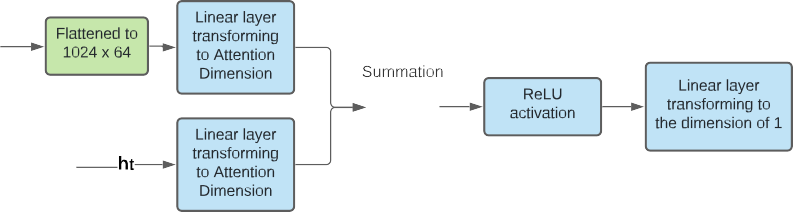 Flattened to
1024 x 64
Linear layer
transforming
to Attention
Dimension
Summation
ReLU
activation
Linear layer
transforming to
the dimension of 1
ht
Linear layer
transforming
to Attention
Dimension